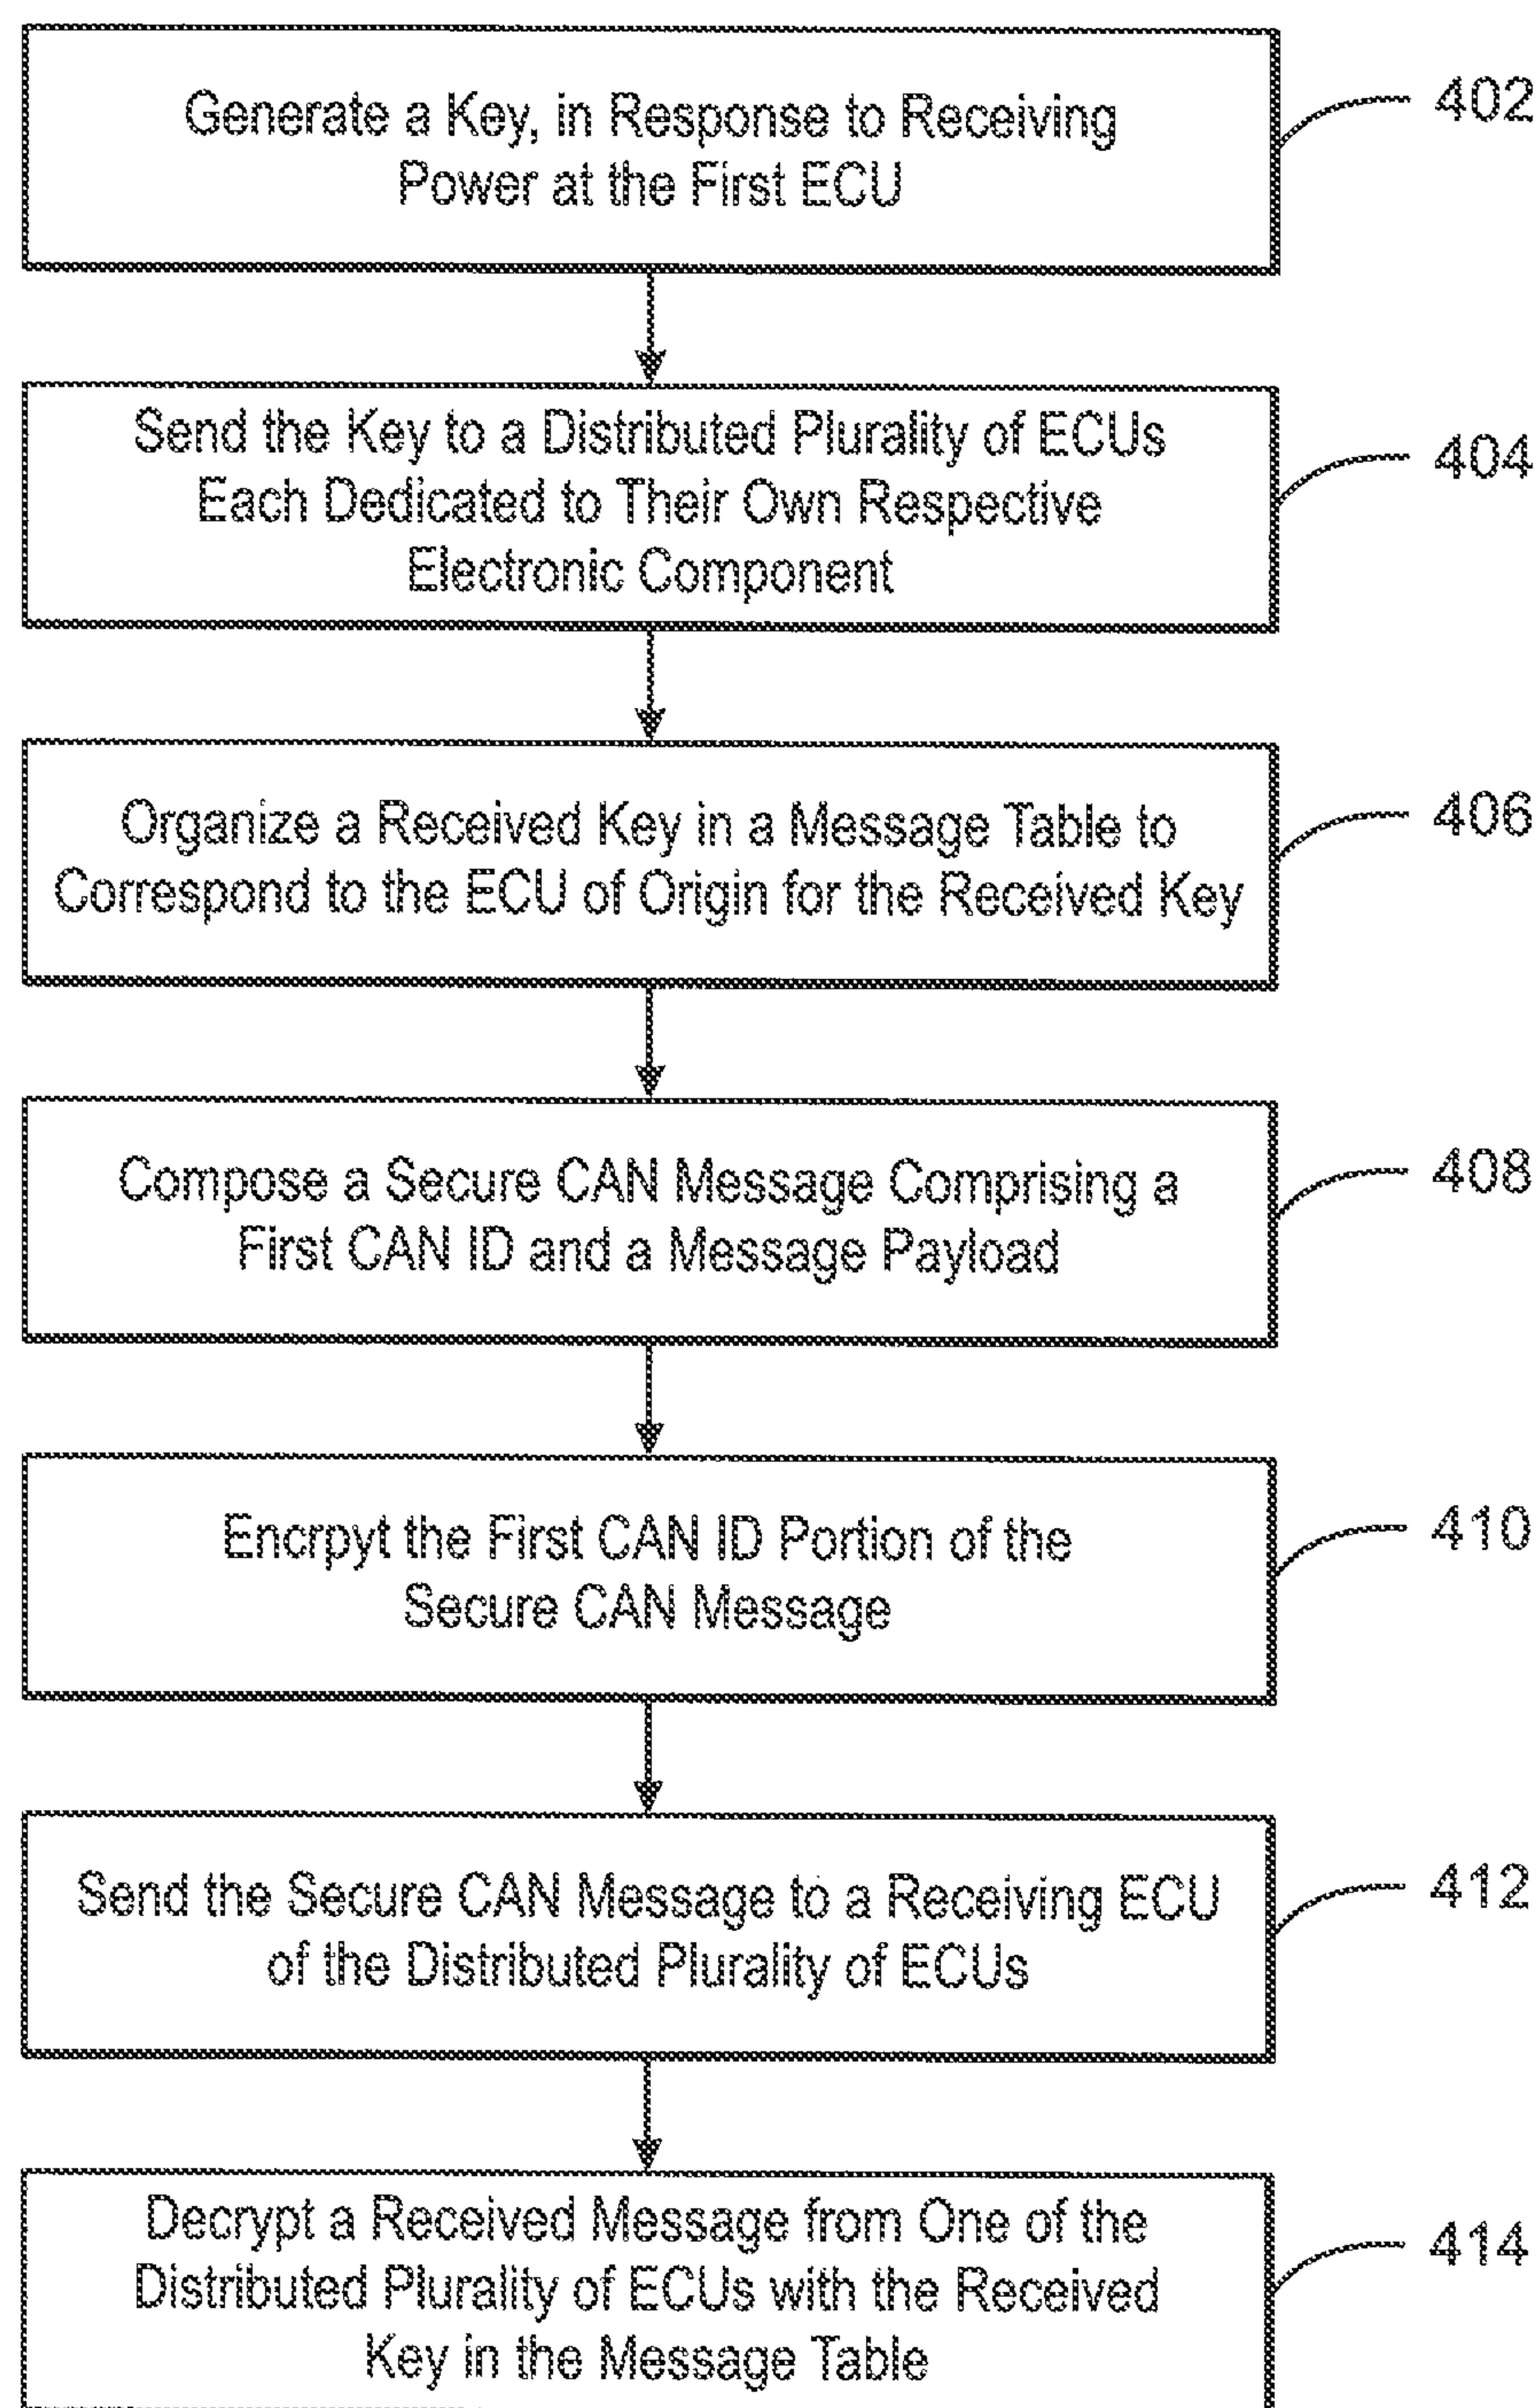 Generate a Key, in Response to Receiving
Power at the First ECU
402
Send the Key to a Distributed Plurality of ECUs
Each Dedicated to Their Own Respective
Electronic Component
404
Organize a Received Key in a Message Table to
Correspond to the ECU of Origin for the Received Key
406
Compose a Secure CAN Message Comprising a
First CAN ID and a Message Payload
408
Encrpyt the First CAN ID Portion of the
Secure CAN Message
410
Send the Secure CAN Message to a Receiving ECU
of the Distributed Plurality of ECUs
412
Decrypt a Received Message from One of the
Distributed Plurality of ECUs with the Received
Key in the Message Table
414